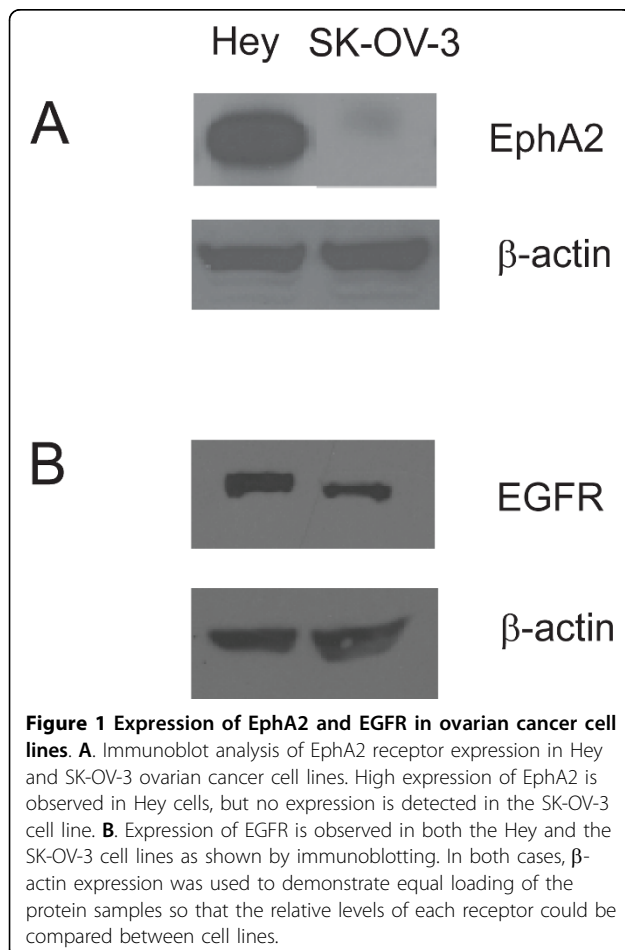 Hey SK-OV-3
A
EphA2
β-actin
B
EGFR
β-actin
Figure 1 Expression of EphA2 and EGFR in ovarian cancer cell
lines. A. Immunoblot analysis of EphA2 receptor expression in Hey
and SK-OV-3 ovarian cancer cell lines. High expression of EphA2 is
observed in Hey cells, but no expression is detected in the SK-OV-3
cell line. B. Expression of EGFR is observed in both the Hey and the
SK-OV-3 cell lines as shown by immunoblotting. In both cases, β-
actin expression was used to demonstrate equal loading of the
protein samples so that the relative levels of each receptor could be
compared between cell lines.